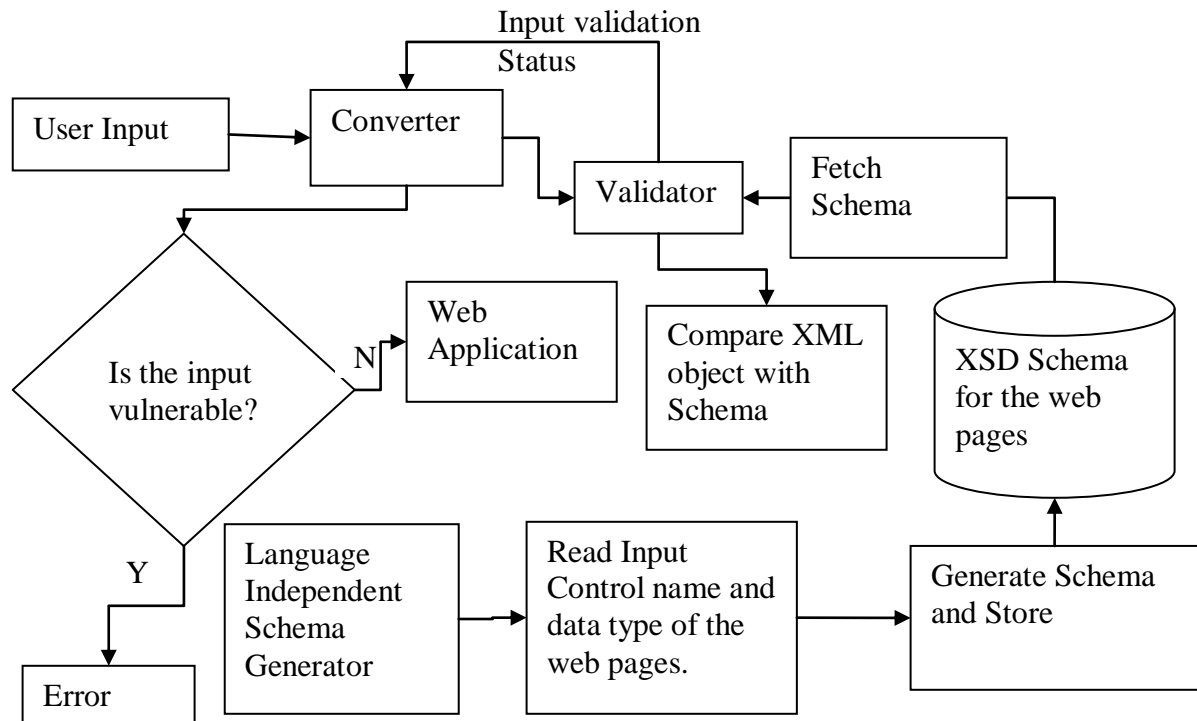 Input validation
Status
User Input
Converter
Validator
Fetch
Schema
Is the input
vulnerable?
N
Y
Web
Application
Compare XML
object with
Schema
XSD Schema
for the web
pages
Language
Independent
Schema
Generator
Read Input
Control name and
data type of the
web pages.
Generate Schema
and Store
Error